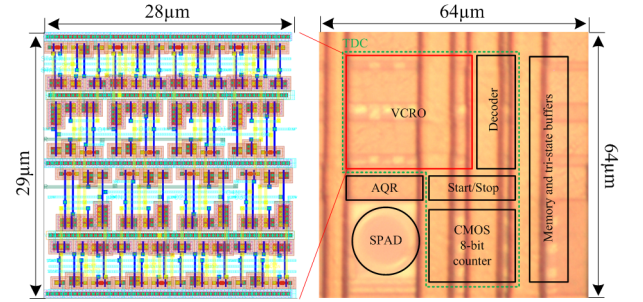 28µm
64µm
29µm
TDC
VCRO
Decoder
Memory and tri-state buffers
64µm
AQR
Start/Stop
SPAD
CMOS
8-bit
counter